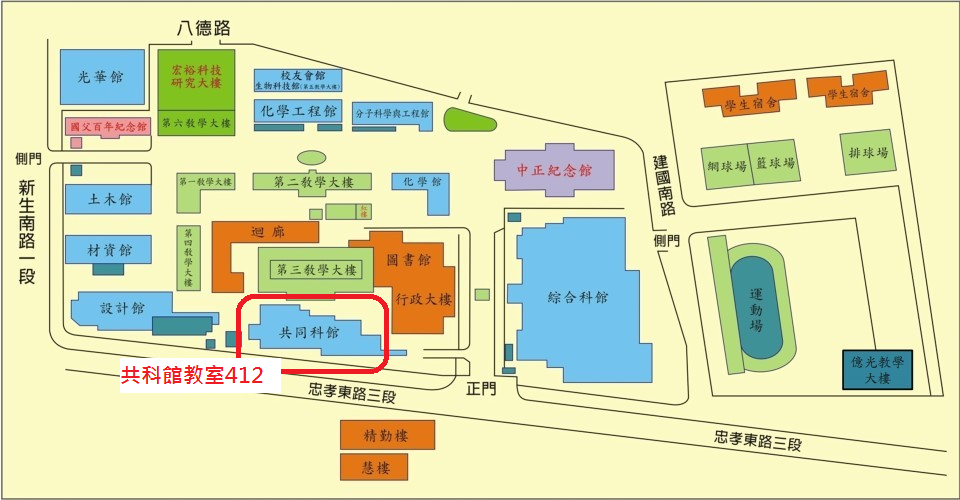 八德路
光華館
宏裕科技
研究大樓
校友會館
生物科技館(第五教學大樓)
化學工程館
分子科學與工程館
第六教學大樓
國父百年紀念館
側門
新生南路一段
土木館
材資館
設計館
第一教學大樓
第二教學大樓
化學館
紅樓
迴廊
第四教學大樓
第三教學大樓
圖書館
行政大樓
共同科館
共科館教室412
中正紀念館
綜合科館
建國南路
側門
學生宿舍
學生宿舍
網球場
籃球場
排球場
運動場
億光教學
大樓
忠孝東路三段
正門
忠孝東路三段
精勤樓
慧樓